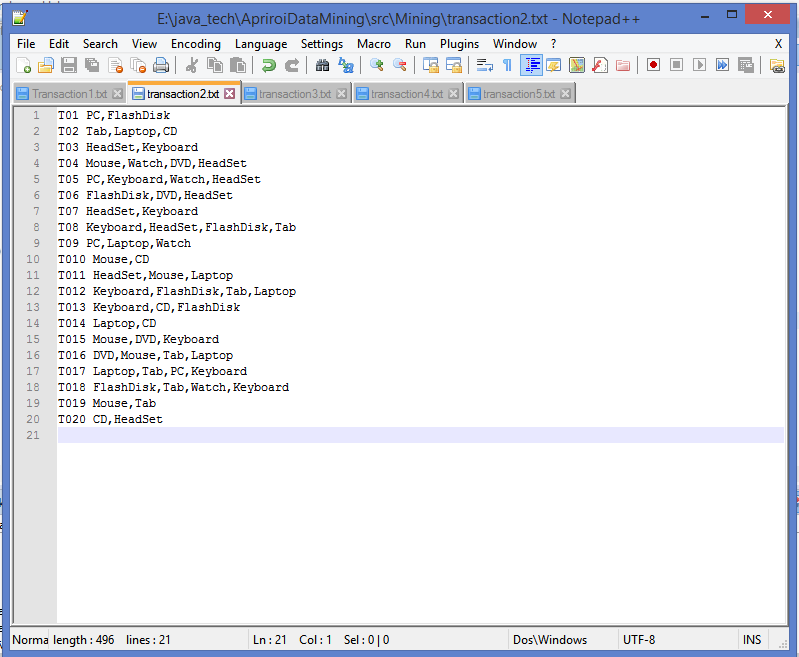 E:\java_tech\ApriroiDataMining\src\Mining\transaction2.txt - Notepad++
File Edit Search View Encoding Language Settings Macro Run Plugins Window ? X
Transaction1.txt transaction2.txt transaction3.txt transaction4.txt transaction5.txt
1 T01 PC,FlashDisk
2 T02 Tab,Laptop,CD
3 T03 HeadSet,Keyboard
4 T04 Mouse,Watch,DVD,HeadSet
5 T05 PC,Keyboard,Watch,HeadSet
6 T06 FlashDisk,DVD,HeadSet
7 T07 HeadSet,Keyboard
8 T08 Keyboard,HeadSet,FlashDisk,Tab
9 T09 PC,Laptop,Watch
10 T010 Mouse,CD
11 T011 HeadSet,Mouse,Laptop
12 T012 Keyboard,FlashDisk,Tab,Laptop
13 T013 Keyboard,CD,FlashDisk
14 T014 Laptop,CD
15 T015 Mouse,DVD,Keyboard
16 T016 DVD,Mouse,Tab,Laptop
17 T017 Laptop,Tab,PC,Keyboard
18 T018 FlashDisk,Tab,Watch,Keyboard
19 T019 Mouse,Tab
20 T020 CD,HeadSet
21
Norma length : 496 lines : 21 Ln : 21 Col : 1 Sel : 0 | 0 Dos\Windows UTF-8 INS